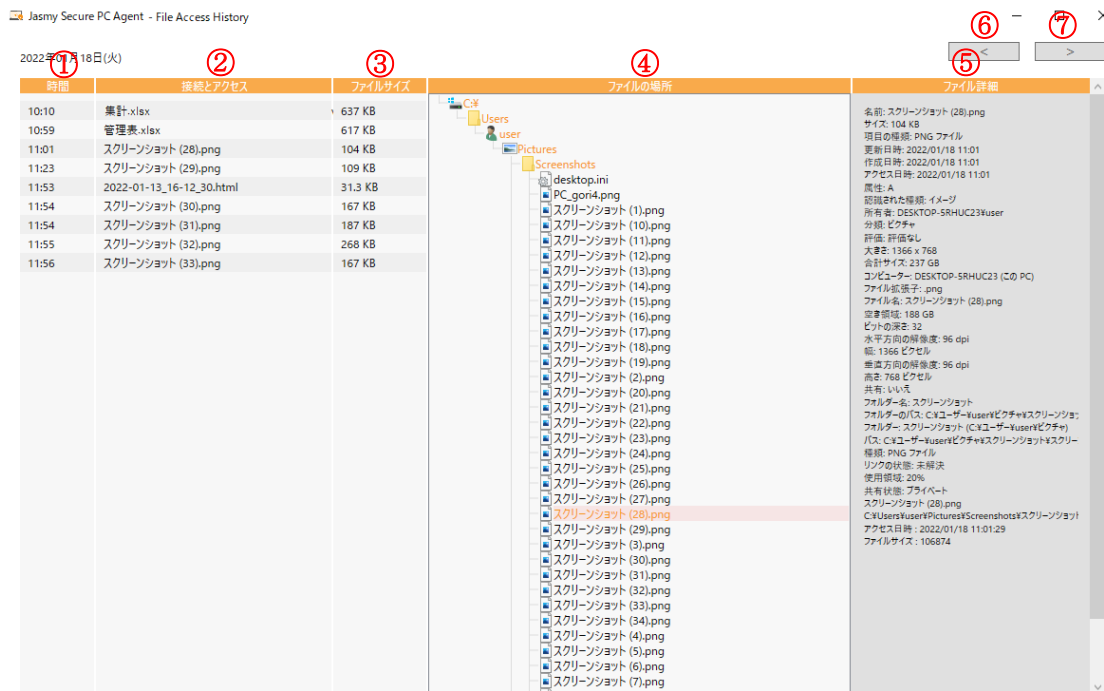 Jasmy Secure PC Agent - File Access History
⑥ ⑦
< >
2022年01月18日(火)
① ② ③ ④ ⑤
時間 接続とアクセス ファイルサイズ ファイルの場所 ファイル詳細
10:10 集計.xlsx 637 KB
10:59 管理表.xlsx 617 KB
11:01 スクリーンショット (28).png 104 KB
11:23 スクリーンショット (29).png 109 KB
11:53 2022-01-13_16-12_30.html 31.3 KB
11:54 スクリーンショット (30).png 167 KB
11:54 スクリーンショット (31).png 187 KB
11:55 スクリーンショット (32).png 268 KB
11:56 スクリーンショット (33).png 167 KB
C:¥
Users
user
Pictures
Screenshots
desktop.ini
PC_gori4.png
スクリーンショット (1).png
スクリーンショット (10).png
スクリーンショット (11).png
スクリーンショット (12).png
スクリーンショット (13).png
スクリーンショット (14).png
スクリーンショット (15).png
スクリーンショット (16).png
スクリーンショット (17).png
スクリーンショット (18).png
スクリーンショット (19).png
スクリーンショット (2).png
スクリーンショット (20).png
スクリーンショット (21).png
スクリーンショット (22).png
スクリーンショット (23).png
スクリーンショット (24).png
スクリーンショット (25).png
スクリーンショット (26).png
スクリーンショット (27).png
スクリーンショット (28).png
スクリーンショット (29).png
スクリーンショット (3).png
スクリーンショット (30).png
スクリーンショット (31).png
スクリーンショット (32).png
スクリーンショット (33).png
スクリーンショット (34).png
スクリーンショット (4).png
スクリーンショット (5).png
スクリーンショット (6).png
スクリーンショット (7).png
名前: スクリーンショット (28).png
サイズ: 104 KB
項目の種類: PNG ファイル
更新日時: 2022/01/18 11:01
作成日時: 2022/01/18 11:01
アクセス日時: 2022/01/18 11:01
属性: A
認識された種類: イメージ
所有者: DESKTOP-5RHUC23¥user
分類: ピクチャ
評価: 評価なし
大きさ: 1366 x 768
合計サイズ: 237 GB
コンピューター: DESKTOP-5RHUC23 (この PC)
ファイル拡張子: .png
ファイル名: スクリーンショット (28).png
空き領域: 188 GB
ビットの深さ: 32
水平方向の解像度: 96 dpi
幅: 1366 ピクセル
垂直方向の解像度: 96 dpi
高さ: 768 ピクセル
共有: いいえ
フォルダー名: スクリーンショット
フォルダーのパス: C:¥ユーザー¥user¥ピクチャ¥スクリーンショ
フォルダー: スクリーンショット (C:¥ユーザー¥user¥ピクチャ)
パス: C:¥ユーザー¥user¥ピクチャ¥スクリーンショット¥スクリー
種類: PNG ファイル
リンクの状態: 未解決
使用領域: 20%
共有状態: プライベート
スクリーンショット (28).png
C:¥Users¥user¥Pictures¥Screenshots¥スクリーンショッ
アクセス日時 : 2022/01/18 11:01:29
ファイルサイズ : 106874